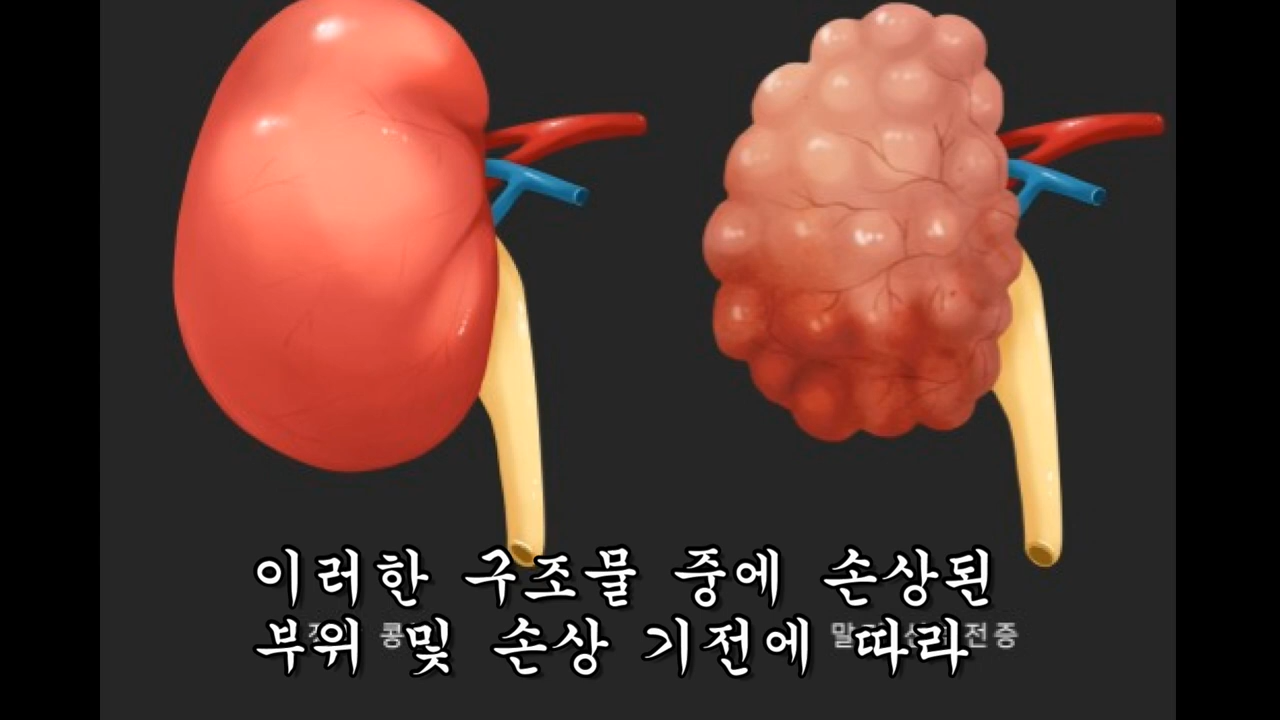 이러한 구조물 중에 손상된
부위 및 손상 기전에 따라